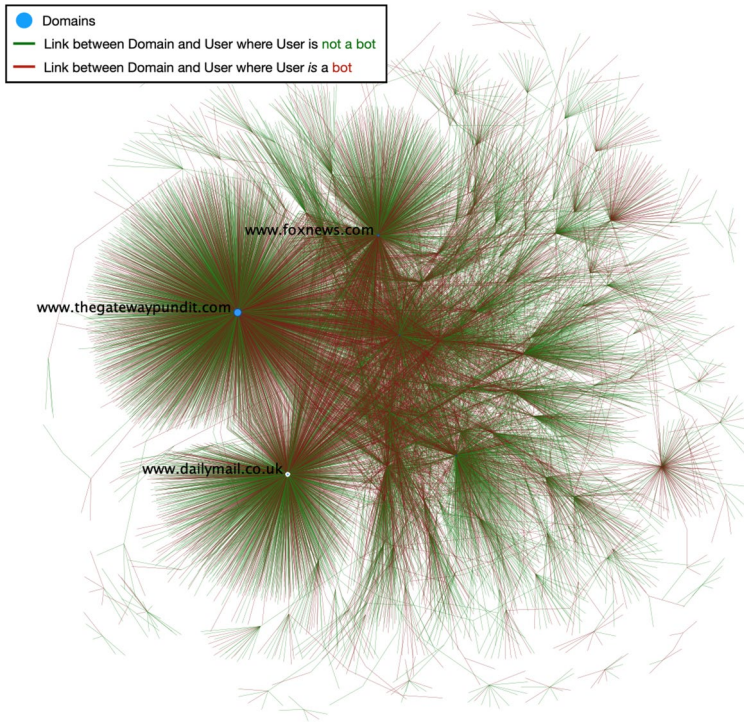 Domains
Link between Domain and User where User is not a bot
Link between Domain and User where User is a bot
www.foxnews.com
www.thegatewaypundit.com
www.dailymail.co.uk